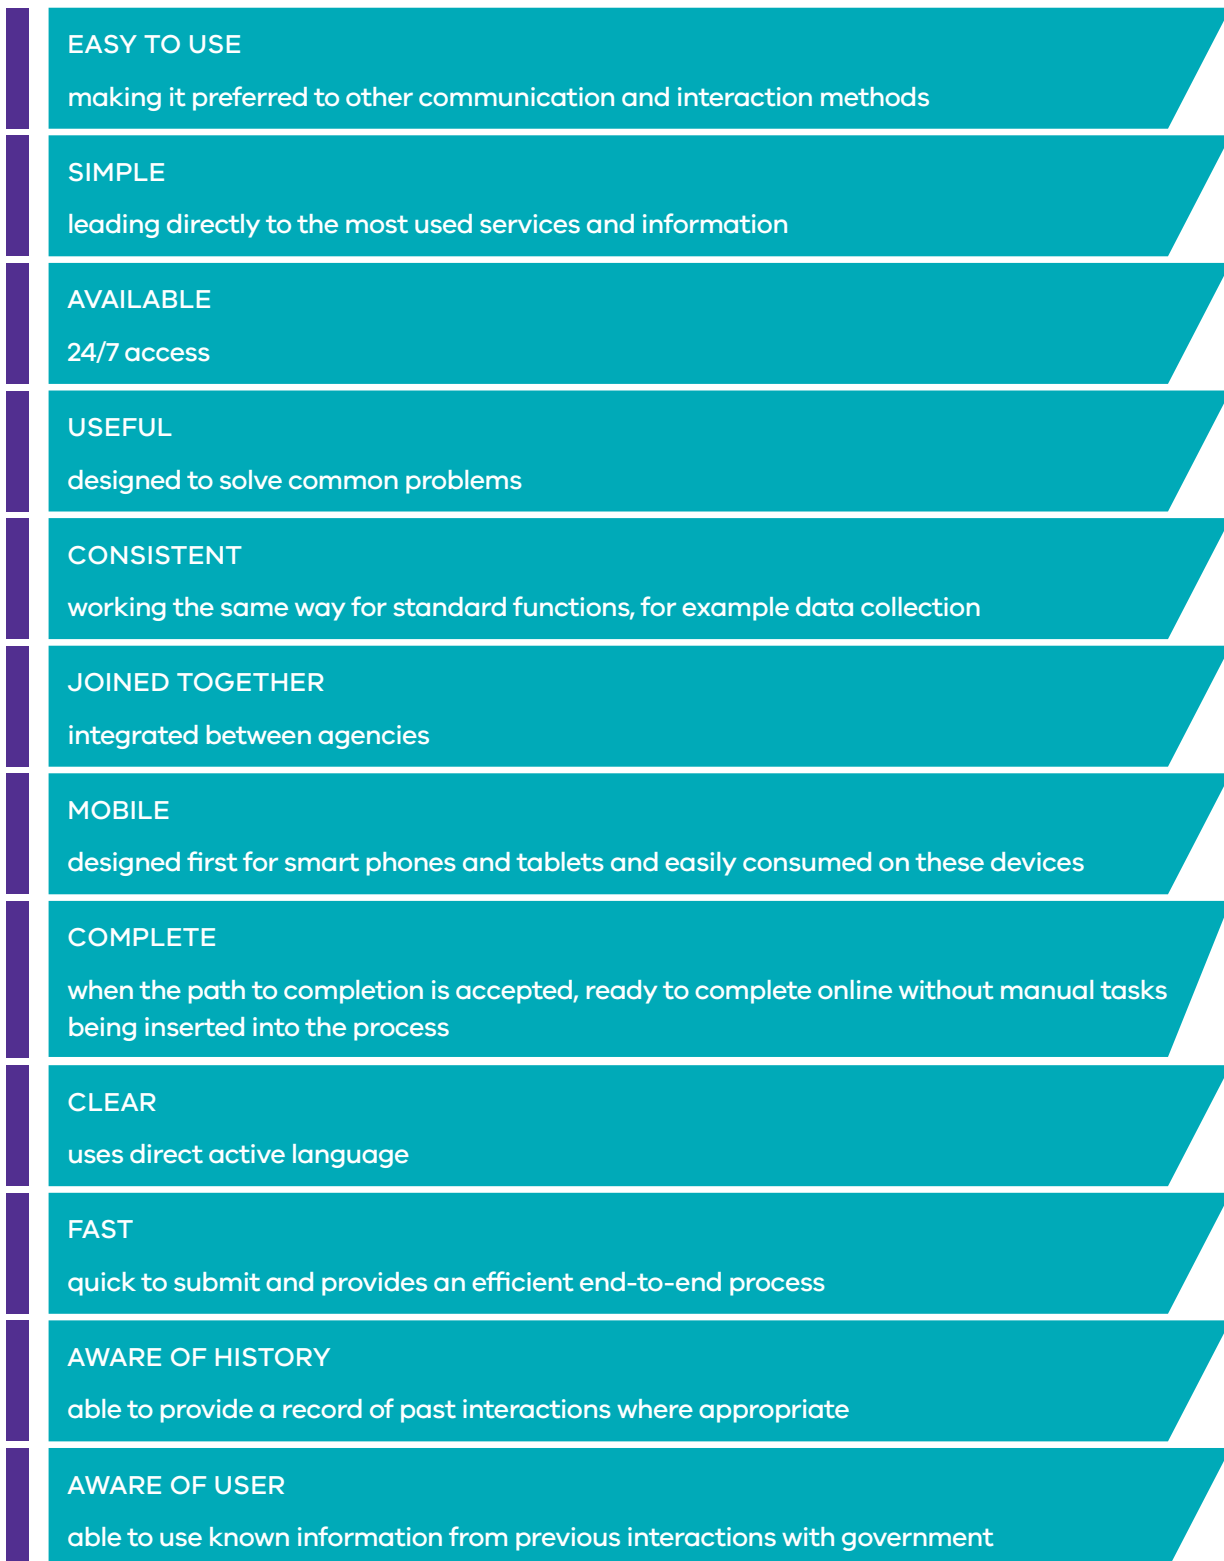 EASY TO USE
making it preferred to other communication and interaction methods
SIMPLE
leading directly to the most used services and information
AVAILABLE
24/7 access
USEFUL
designed to solve common problems
CONSISTENT
working the same way for standard functions, for example data collection
JOINED TOGETHER
integrated between agencies
MOBILE
designed first for smart phones and tablets and easily consumed on these devices
COMPLETE
when the path to completion is accepted, ready to complete online without manual tasks
being inserted into the process
CLEAR
uses direct active language
FAST
quick to submit and provides an efficient end-to-end process
AWARE OF HISTORY
able to provide a record of past interactions where appropriate
AWARE OF USER
able to use known information from previous interactions with government